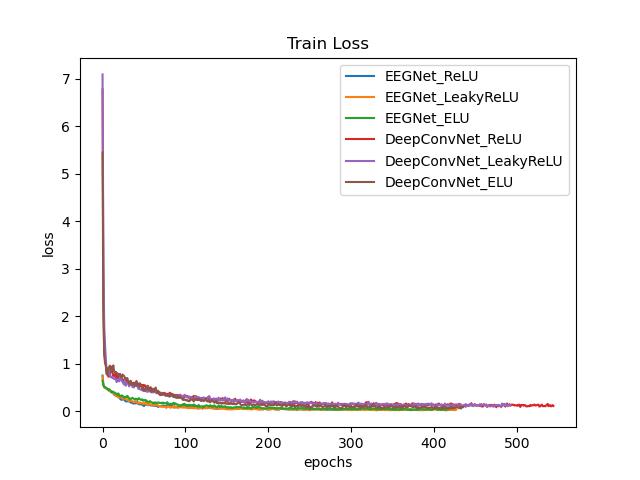 Train Loss
7
6
5
4
3
2
1
0
loss
EEGNet_ReLU
EEGNet_LeakyReLU
EEGNet_ELU
DeepConvNet_ReLU
DeepConvNet_LeakyReLU
DeepConvNet_ELU
0 100 200 300 400 500
epochs